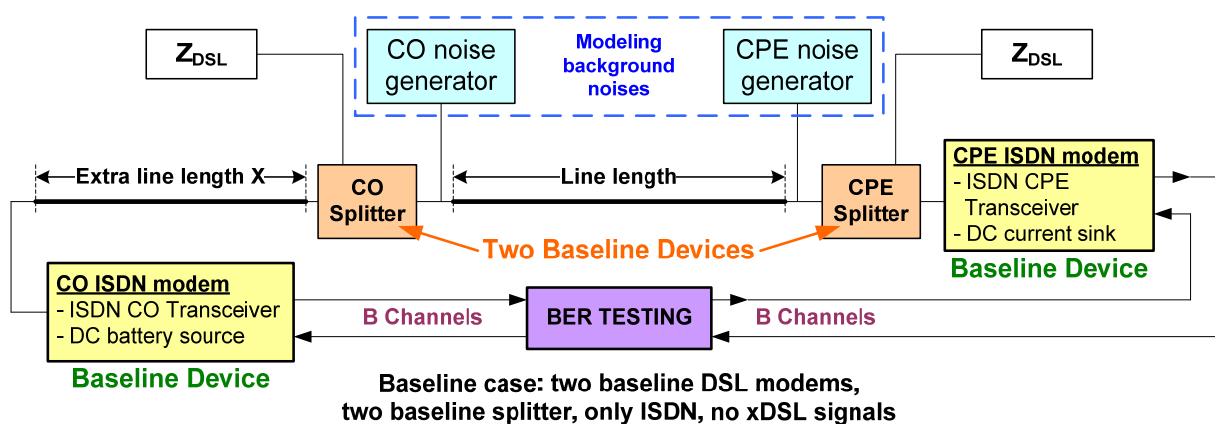 Z_DSL
CO noise
generator
Modeling
background
noises
CPE noise
generator
Z_DSL
Extra line length X
CO
Splitter
Line length
CPE
Splitter
CPE ISDN modem
- ISDN CPE
Transceiver
- DC current sink
Baseline Device
Two Baseline Devices
CO ISDN modem
- ISDN CO Transceiver
- DC battery source
Baseline Device
B Channels
BER TESTING
B Channels
Baseline case: two baseline DSL modems,
two baseline splitter, only ISDN, no xDSL signals